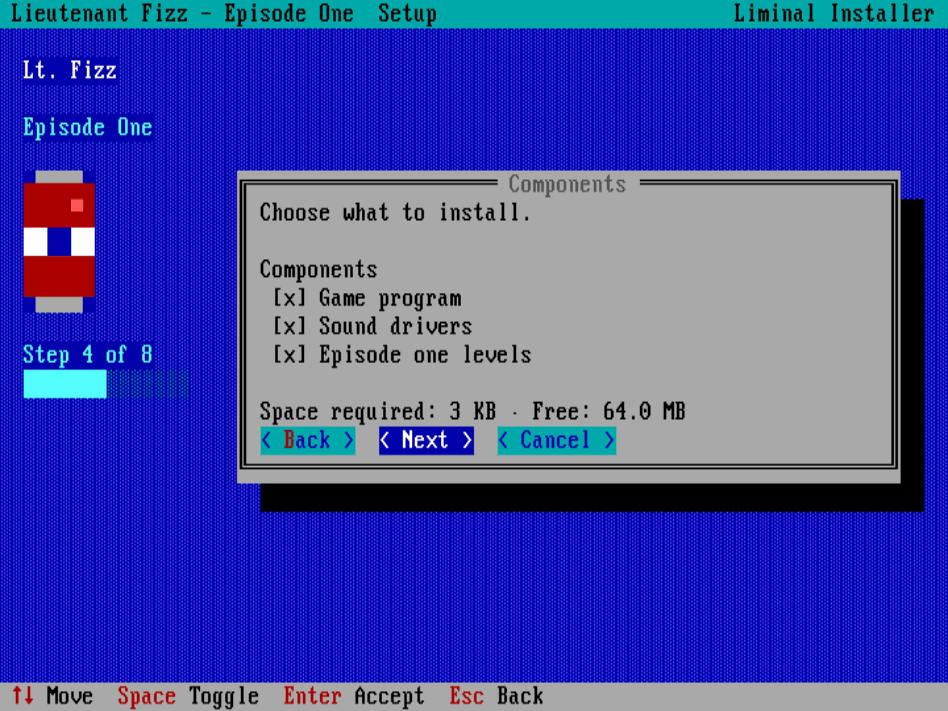 Lieutenant Fizz - Episode One  Setup  Liminal Installer
Lt. Fizz
Episode One
Components
Choose what to install.
Components
[x] Game program
[x] Sound drivers
[x] Episode one levels
Step 4 of 8
Space required: 3 KB · Free: 64.0 MB
< Back >  < Next >  < Cancel >
↑↓ Move  Space Toggle  Enter Accept  Esc Back